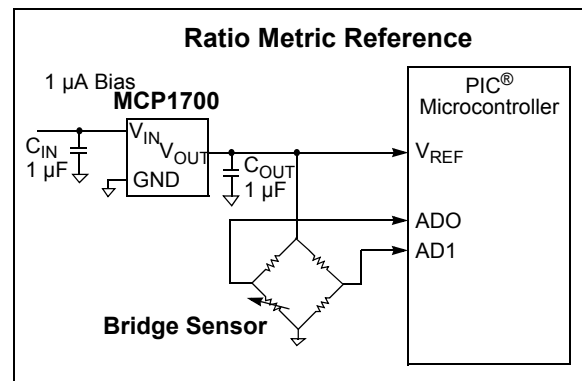 Ratio Metric Reference
1 µA Bias
MCP1700
PIC®
Microcontroller
VIN
VOUT
CIN
1 µF
GND
COUT
1 µF
VREF
ADO
AD1
Bridge Sensor